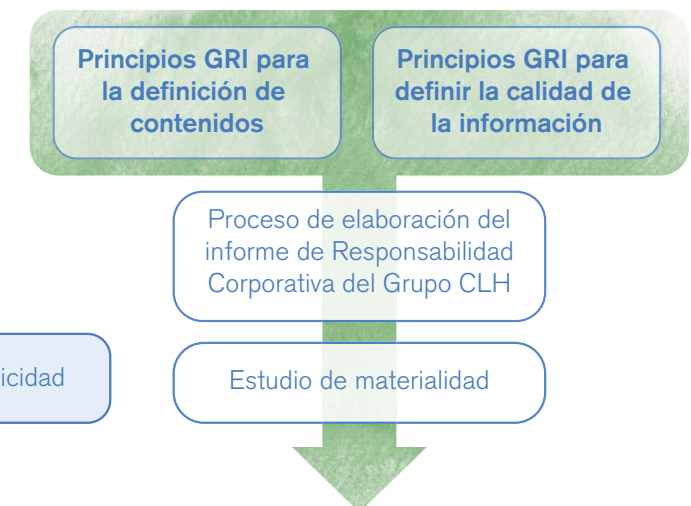 Principios GRI para
la definición de
contenidos
Principios GRI para
definir la calidad de
la información
Proceso de elaboración del
informe de Responsabilidad
Corporativa del Grupo CLH
Estudio de materialidad